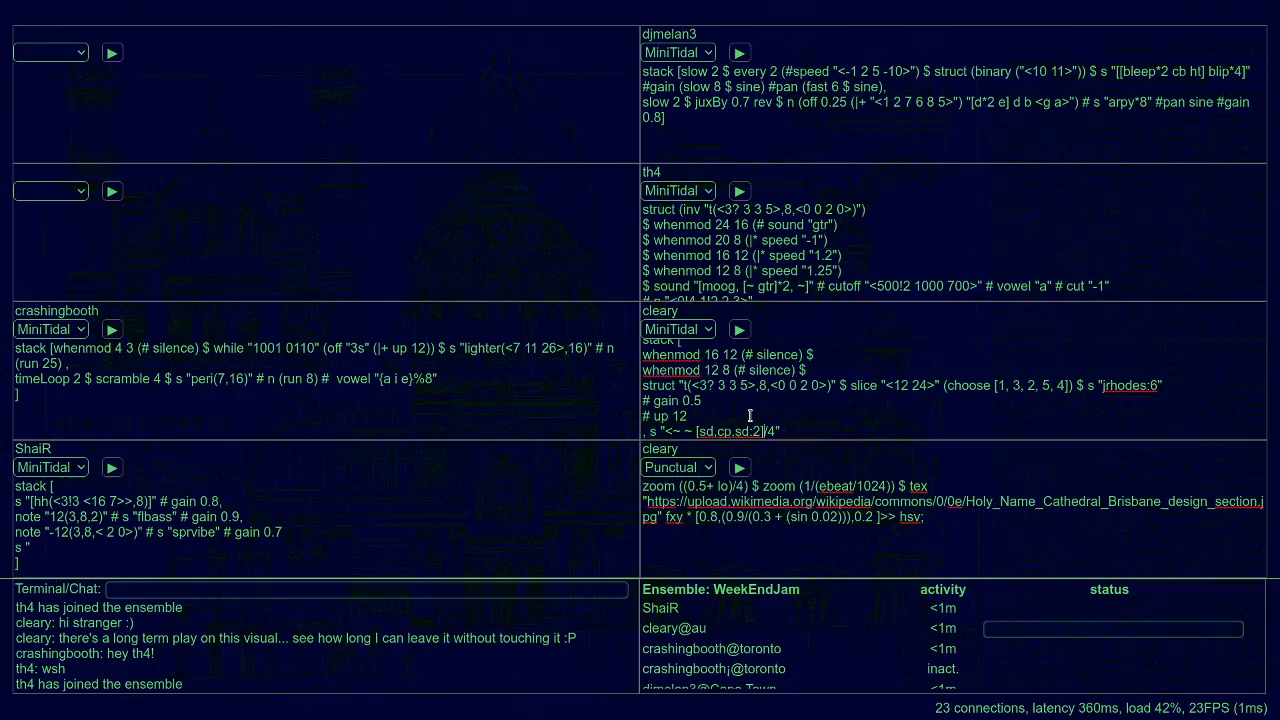 djmelan3
MiniTidal
stack [slow 2 $ every 2 (#speed "<-1 2 5 -10>") $ struct (binary ("<10 11>")) $ s "[[bleep*2 cb ht] blip*4]"
#gain (slow 8 $ sine) #pan (fast 6 $ sine),
slow 2 $ juxBy 0.7 rev $ n (off 0.25 (|+ "<1 2 7 6 8 5>") "[d*2 e] d b <g a>") # s "arpy*8" #pan sine #gain
0.8]
th4
MiniTidal
struct (inv "t(<3? 3 3 5>,8,<0 0 2 0>)")
$ whenmod 24 16 (# sound "gtr")
$ whenmod 20 8 (|* speed "-1")
$ whenmod 16 12 (|* speed "1.2")
$ whenmod 12 8 (|* speed "1.25")
$ sound "[moog, [~ gtr]*2, ~]" # cutoff "<500!2 1000 700>" # vowel "a" # cut "-1"
# n "<0!4 1!2 2 3>"
crashingbooth
MiniTidal
stack [whenmod 4 3 (# silence) $ while "1001 0110" (off "3s" (|+ up 12)) $ s "lighter(<7 11 26>,16)" # n
(run 25) ,
timeLoop 2 $ scramble 4 $ s "peri(7,16)" # n (run 8) #  vowel "{a i e}%8"
]
cleary
MiniTidal
stack [
whenmod 16 12 (# silence) $
whenmod 12 8 (# silence) $
struct "t(<3? 3 3 5>,8,<0 0 2 0>)" $ slice "<12 24>" (choose [1, 3, 2, 5, 4]) $ s "jrhodes:6"
# gain 0.5
# up 12
, s "<~ ~ [sd,cp,sd:2]/4"
ShaiR
MiniTidal
stack [
s "[hh(<3!3 <16 7>>,8)]" # gain 0.8,
note "12(3,8,2)" # s "flbass" # gain 0.9,
note "-12(3,8,< 2 0>)" # s "sprvibe" # gain 0.7
s "
]
cleary
Punctual
zoom ((0.5+ lo)/4) $ zoom (1/(ebeat/1024)) $ tex
"https://upload.wikimedia.org/wikipedia/commons/0/0e/Holy_Name_Cathedral_Brisbane_design_section.j
pg" fxy * [0.8,(0.9/(0.3 + (sin 0.02))),0.2 ]>> hsv;
Terminal/Chat:
th4 has joined the ensemble
cleary: hi stranger :)
cleary: there's a long term play on this visual... see how long I can leave it without touching it :P
crashingbooth: hey th4!
th4: wsh
th4 has joined the ensemble
Ensemble: WeekEndJam activity status
ShaiR <1m
cleary@au <1m
crashingbooth@toronto <1m
crashingbooth¡@toronto inact.
djmelan3@Cape Town <1m
23 connections, latency 360ms, load 42%, 23FPS (1ms)